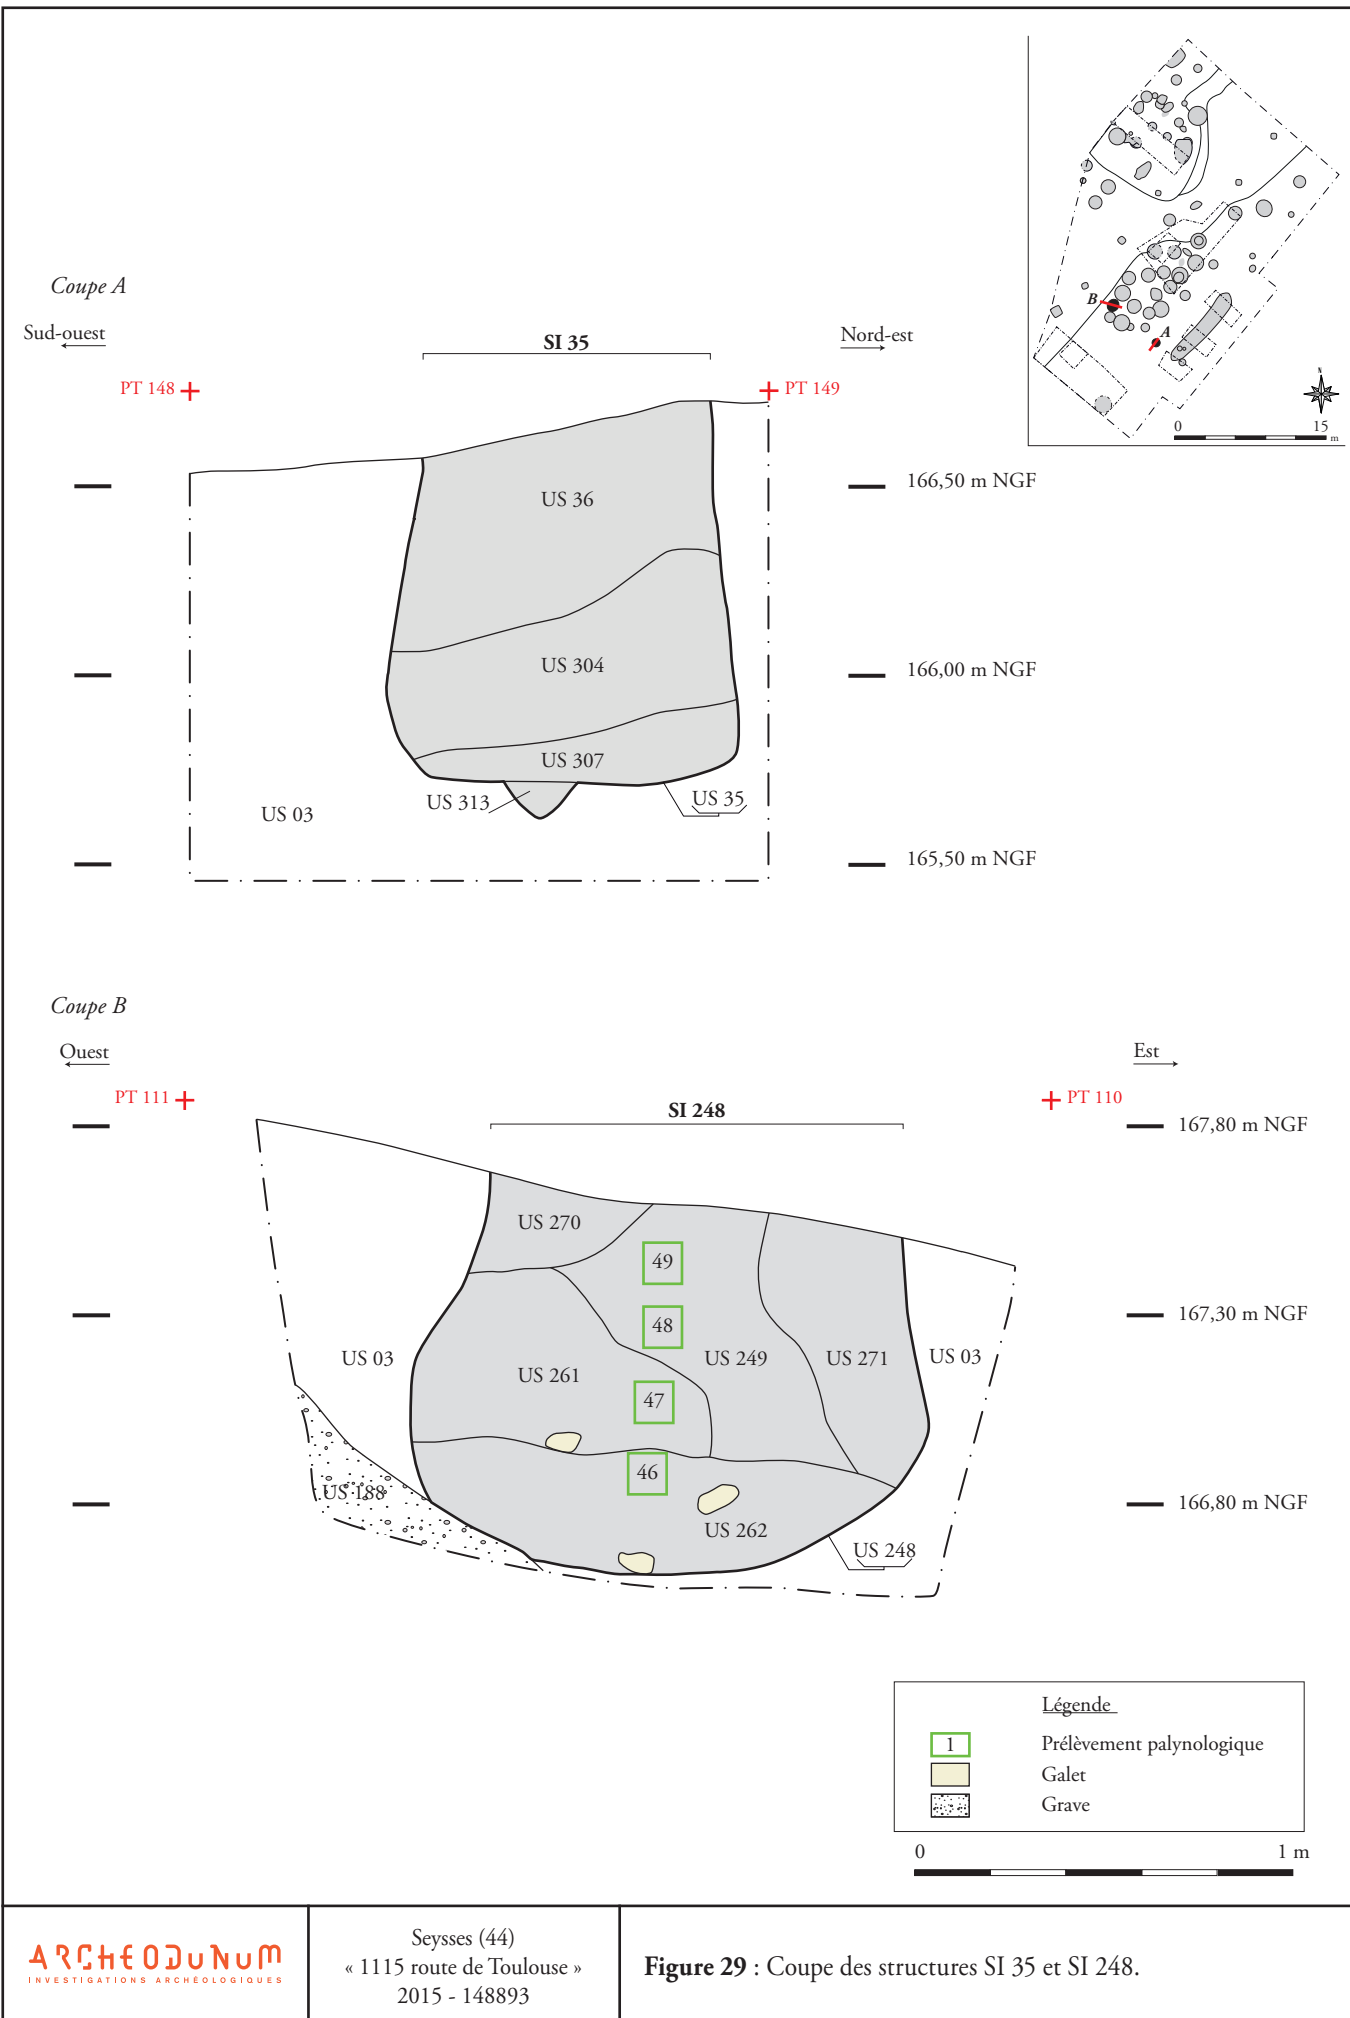 Coupe A
Sud-ouest
SI 35
Nord-est
PT 148
PT 149
166,50 m NGF
US 36
166,00 m NGF
US 304
US 307
US 313
US 35
US 03
165,50 m NGF
B
A
N
0 15
m
Coupe B
Ouest
Est
PT 111
SI 248
PT 110
167,80 m NGF
US 270
49
167,30 m NGF
48
US 03
US 249
US 271
US 03
US 261
47
46
US 188
166,80 m NGF
US 262
US 248
Légende
1 Prélèvement palynologique
Galet
Grave
0 1 m
ARCHEODUNUM
INVESTIGATIONS ARCHÉOLOGIQUES
Seysses (44)
« 1115 route de Toulouse »
2015 - 148893
Figure 29 : Coupe des structures SI 35 et SI 248.